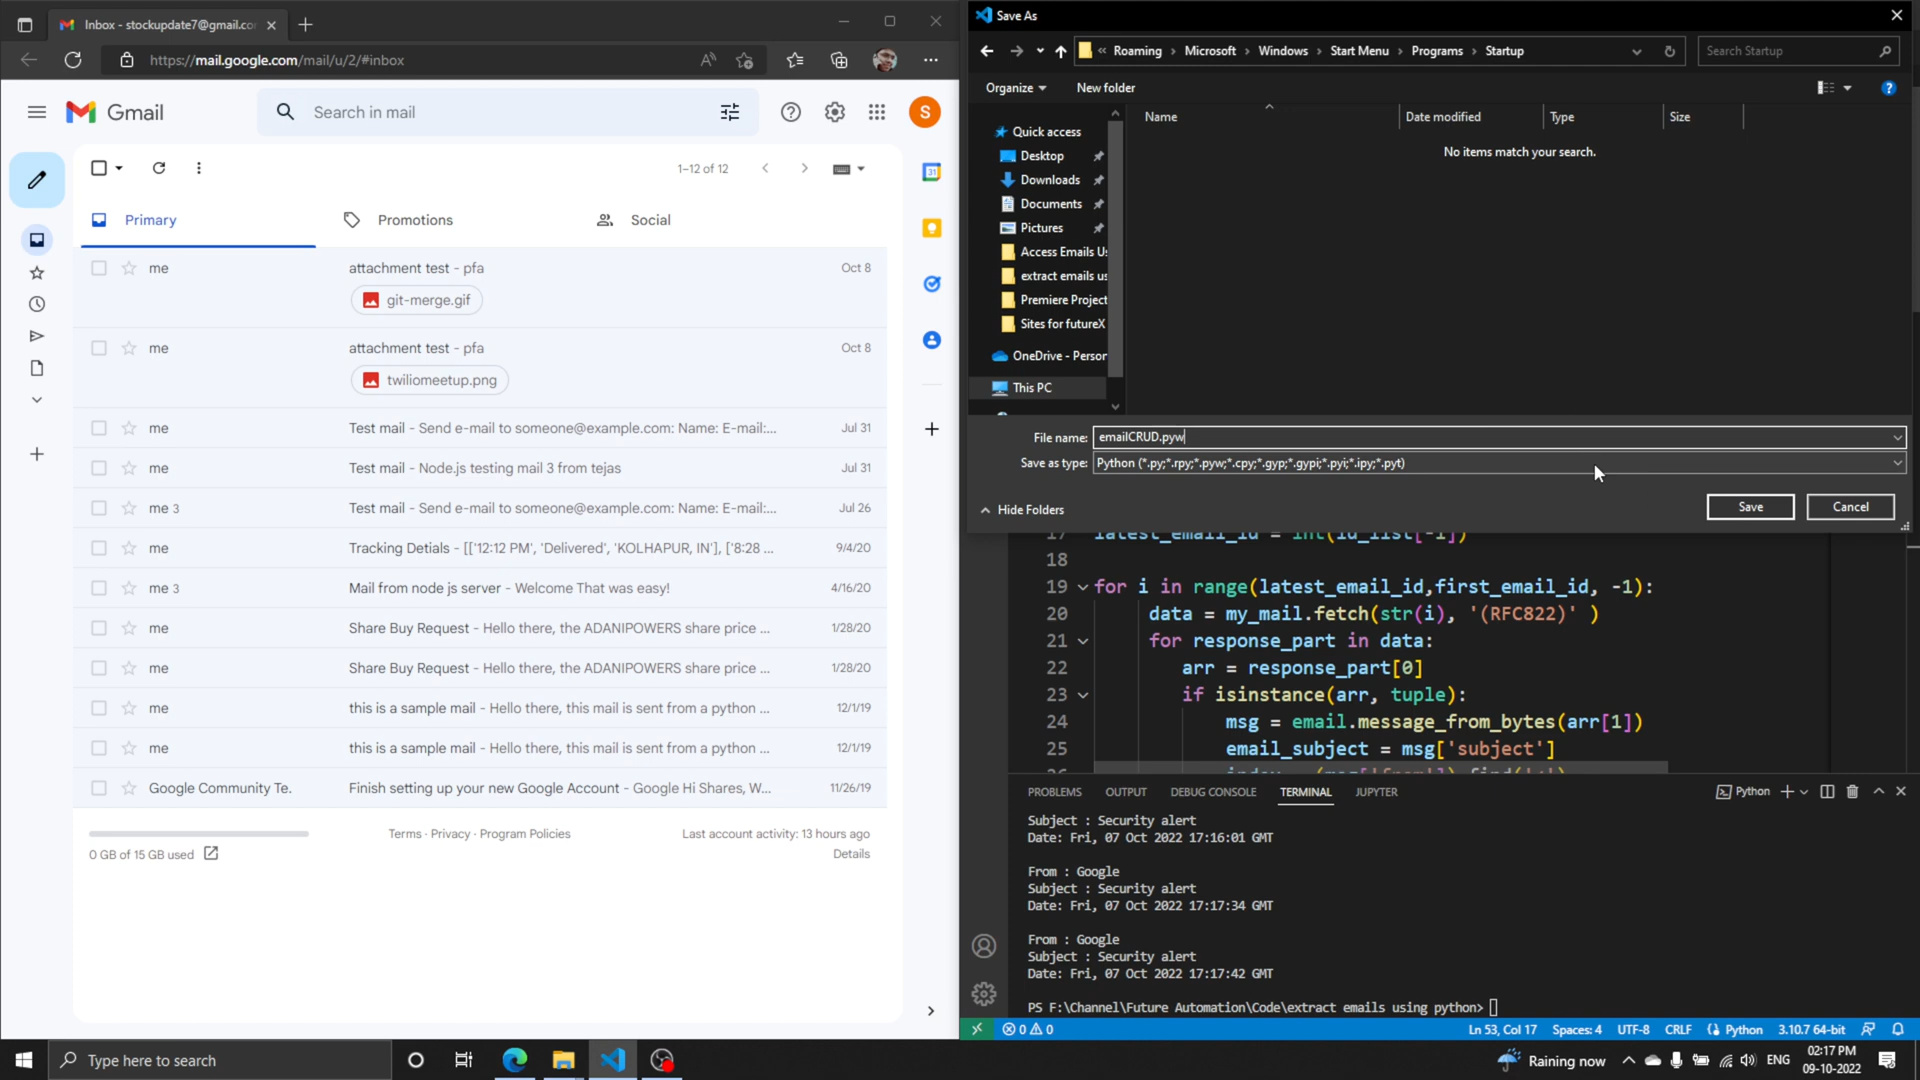 Inbox - stockupdate7@gmail.co
https://mail.google.com/mail/u/2/#inbox
Gmail
Search in mail
S
1–12 of 12
Primary
Promotions
Social
me attachment test - pfa Oct 8
git-merge.gif
me attachment test - pfa Oct 8
twiliomeetup.png
me Test mail - Send e-mail to someone@example.com: Name: E-mail:... Jul 31
me Test mail - Node.js testing mail 3 from tejas Jul 31
me 3 Test mail - Send e-mail to someone@example.com: Name: E-mail:... Jul 26
me Tracking Detials - [['12:12 PM', 'Delivered', 'KOLHAPUR, IN'], ['8:28 ... 9/4/20
me 3 Mail from node js server - Welcome That was easy! 4/16/20
me Share Buy Request - Hello there, the ADANIPOWERS share price ... 1/28/20
me Share Buy Request - Hello there, the ADANIPOWERS share price ... 1/28/20
me this is a sample mail - Hello there, this mail is sent from a python ... 12/1/19
me this is a sample mail - Hello there, this mail is sent from a python ... 12/1/19
Google Community Te. Finish setting up your new Google Account - Google Hi Shares, W... 11/26/19
Terms · Privacy · Program Policies
Last account activity: 13 hours ago
0 GB of 15 GB used
Details
31
Save As
« Roaming > Microsoft > Windows > Start Menu > Programs > Startup
Search Startup
Organize
New folder
Name Date modified Type Size
No items match your search.
Quick access
Desktop
Downloads
Documents
Pictures
Access Emails Us
extract emails us
Premiere Project
Sites for futureX
OneDrive - Person
This PC
File name: emailCRUD.pyw
Save as type: Python (*.py;*.rpy;*.pyw;*.cpy;*.gyp;*.gypi;*.pyi;*.ipy;*.pyt)
Hide Folders
Save
Cancel
17 latest_email_id = int(id_list[-1])
18
19 for i in range(latest_email_id,first_email_id, -1):
20 data = my_mail.fetch(str(i), '(RFC822)' )
21 for response_part in data:
22 arr = response_part[0]
23 if isinstance(arr, tuple):
24 msg = email.message_from_bytes(arr[1])
25 email_subject = msg['subject']
PROBLEMS OUTPUT DEBUG CONSOLE TERMINAL JUPYTER
Python
Subject : Security alert
Date: Fri, 07 Oct 2022 17:16:01 GMT
From : Google
Subject : Security alert
Date: Fri, 07 Oct 2022 17:17:34 GMT
From : Google
Subject : Security alert
Date: Fri, 07 Oct 2022 17:17:42 GMT
PS F:\Channel\Future Automation\Code\extract emails using python>
0 0
Ln 53, Col 17 Spaces: 4 UTF-8 CRLF Python 3.10.7 64-bit
Type here to search
Raining now
ENG
02:17 PM
09-10-2022